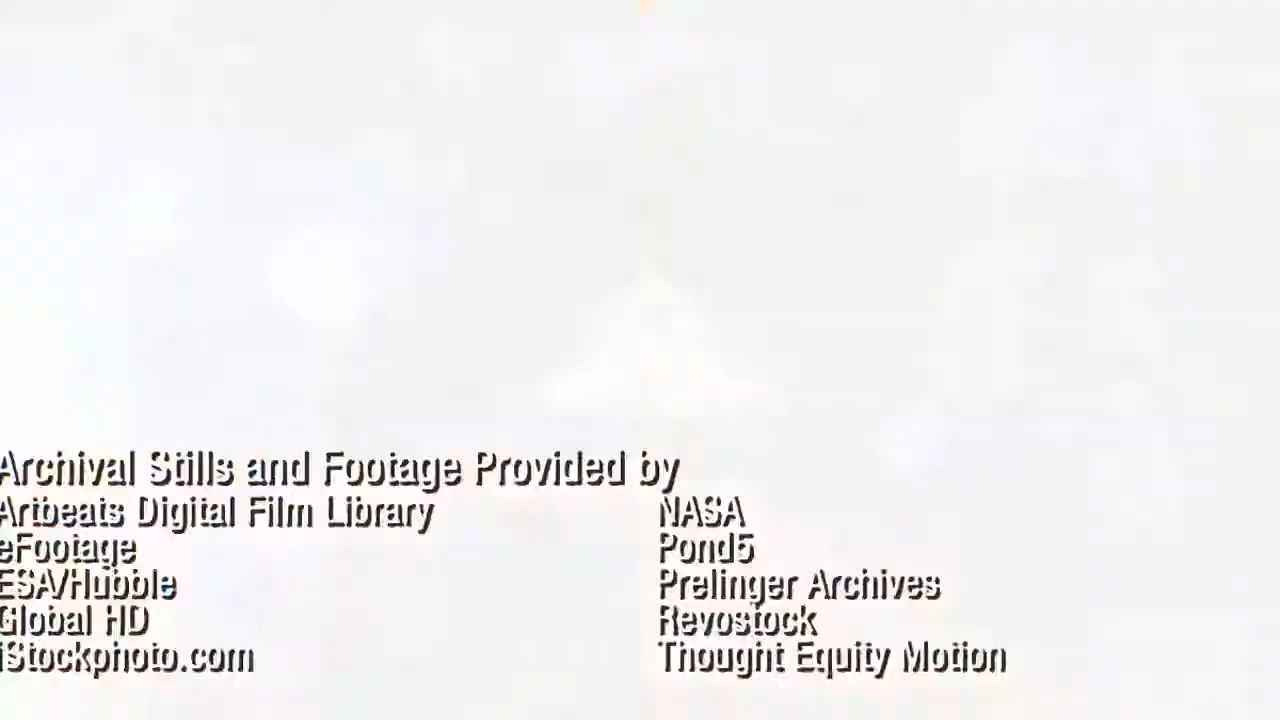 Archival Stills and Footage Provided by
Artbeats Digital Film Library
eFootage
ESA/Hubble
Global HD
iStockphoto.com
NASA
Pond5
Prelinger Archives
Revostock
Thought Equity Motion